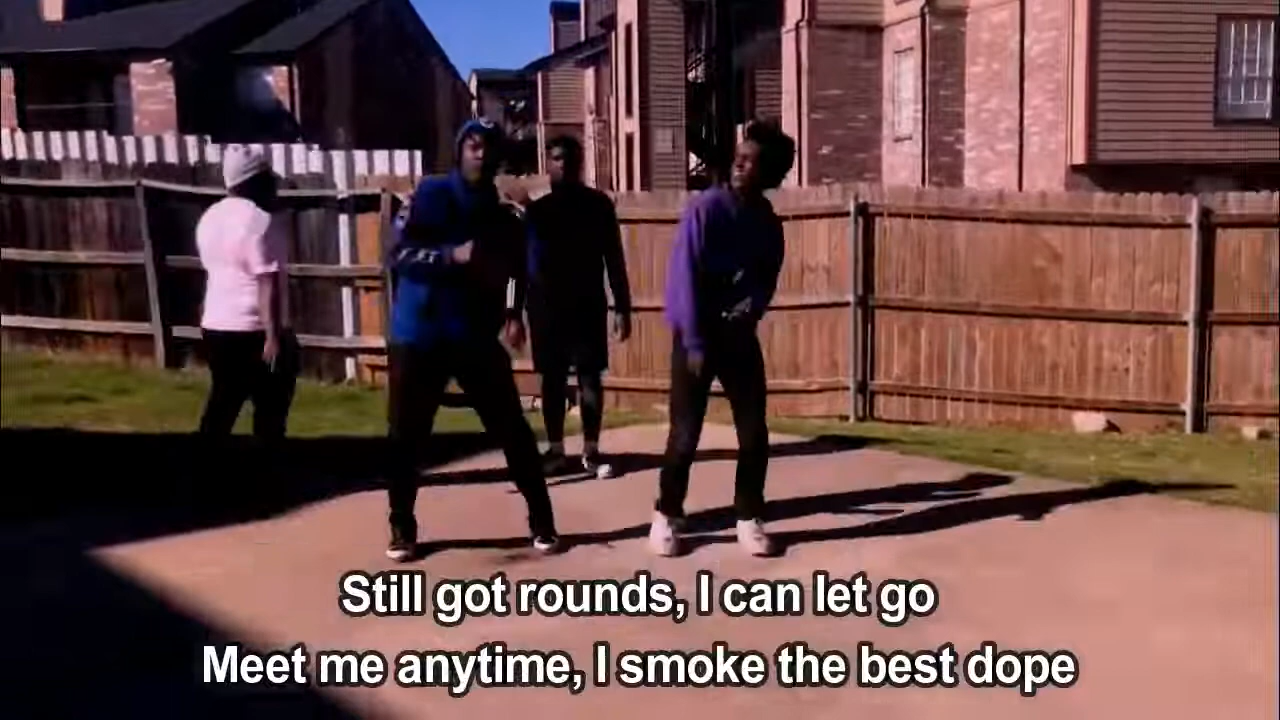 Still got rounds, I can let go
Meet me anytime, I smoke the best dope